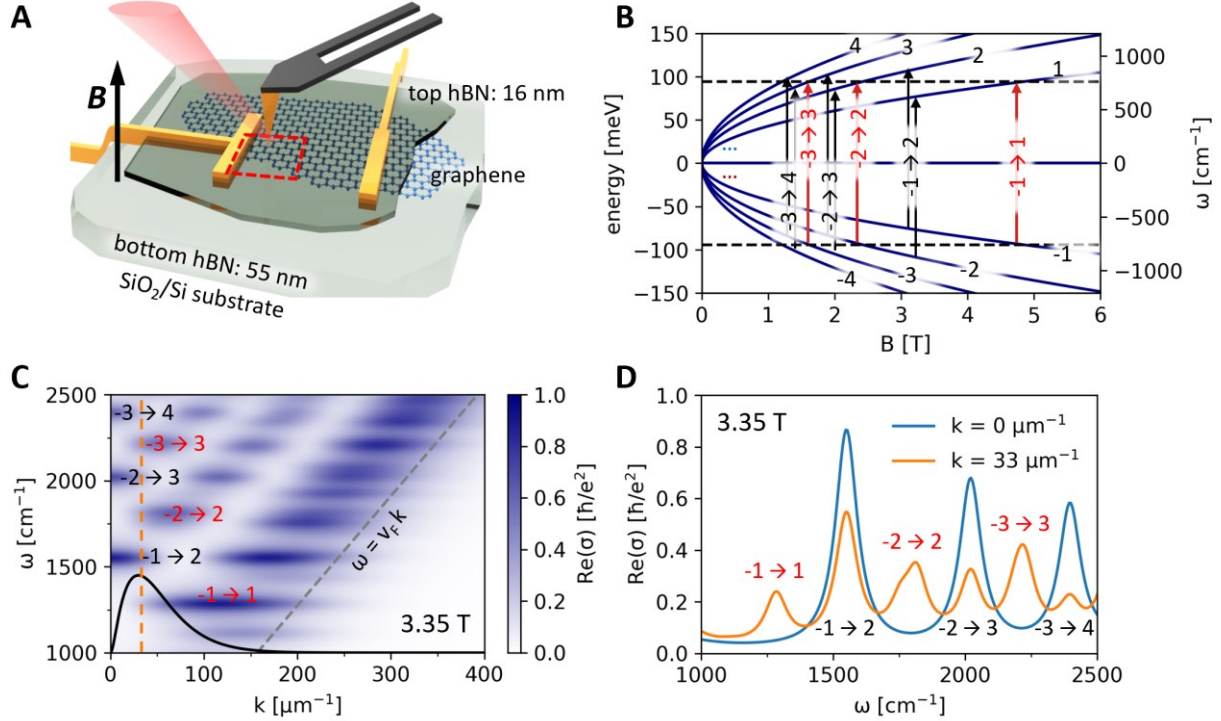 A
B
top hBN: 16 nm
graphene
bottom hBN: 55 nm
SiO₂/Si substrate
B
energy [meV]
150
100
50
0
−50
−100
−150
4
3
2
1
...
...
-3 → 4
-3 → 3
-2 → 3
-2 → 2
-1 → 2
-1 → 1
-4
-3
-2
-1
1000
500
0
−500
−1000
ω [cm⁻¹]
0 1 2 3 4 5 6
B [T]
C
ω [cm⁻¹]
2500
2000
1500
1000
-3 → 4
-3 → 3
-2 → 3
-2 → 2
-1 → 2
-1 → 1
ω = v_F k
3.35 T
0 100 200 300 400
k [μm⁻¹]
1.0
0.8
0.6
0.4
0.2
0.0
Re(σ) [ħ/e²]
D
Re(σ) [ħ/e²]
1.0
0.8
0.6
0.4
0.2
0.0
3.35 T
k = 0 μm⁻¹
k = 33 μm⁻¹
-1 → 1
-2 → 2
-3 → 3
-1 → 2
-2 → 3
-3 → 4
1000 1500 2000 2500
ω [cm⁻¹]